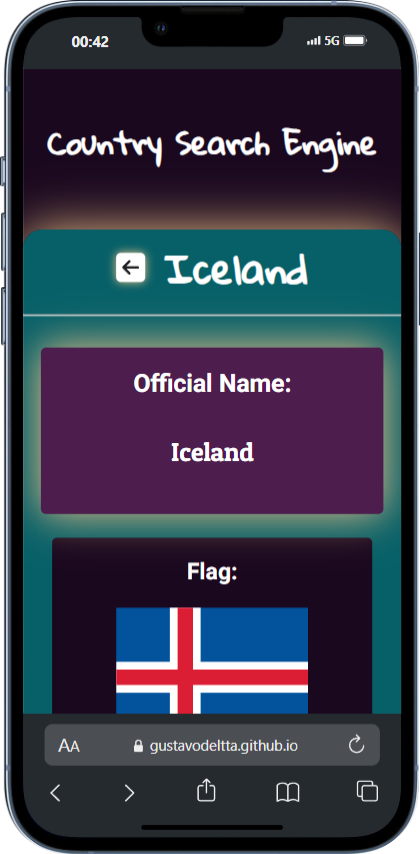 00:42
5G
Country Search Engine
Iceland
Official Name:
Iceland
Flag:
AA
gustavodeltta.github.io